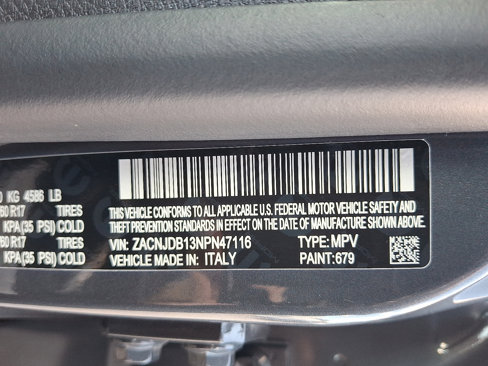 KG 4586 LB
60 R17 TIRES
KPA(35 PSI) COLD
60 R17 TIRES
KPA(35 PSI) COLD
THIS VEHICLE CONFORMS TO ALL APPLICABLE U.S. FEDERAL MOTOR VEHICLE SAFETY AND
THEFT PREVENTION STANDARDS IN EFFECT ON THE DATE OF MANUFACTURE SHOWN ABOVE.
VIN: ZACNJDB13NPN47116 TYPE: MPV
VEHICLE MADE IN: ITALY PAINT: 679